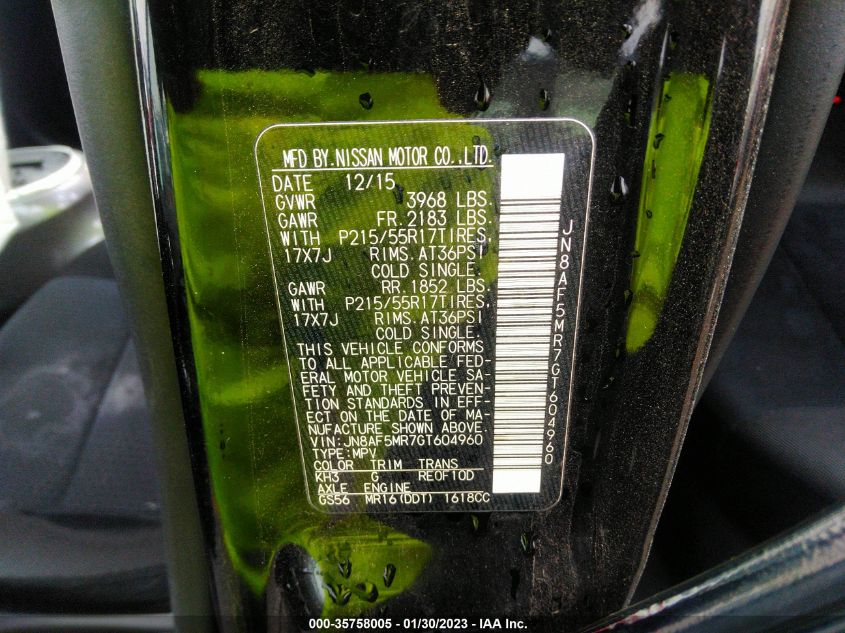 MFD BY.NISSAN MOTOR CO.,LTD.
DATE 12/15
GVWR 3968 LBS.
GAWR FR.2183 LBS.
WITH P215/55R17TIRES,
17X7J RIMS.AT36PSI
COLD SINGLE.
GAWR RR.1852 LBS.
WITH P215/55R17TIRES,
17X7J RIMS.AT36PSI
COLD SINGLE.
THIS VEHICLE CONFORMS
TO ALL APPLICABLE FED-
ERAL MOTOR VEHICLE SA-
FETY AND THEFT PREVEN-
TION STANDARDS IN EFF-
ECT ON THE DATE OF MA-
NUFACTURE SHOWN ABOVE.
VIN:JN8AF5MR7GT604960
TYPE:MPV
COLOR TRIM TRANS
KH3 G RE0F10D
AXLE ENGINE
GS56 MR16(DDT) 1618CC
JN8AF5MR7GT604960
000-35758005 - 01/30/2023 - IAA Inc.